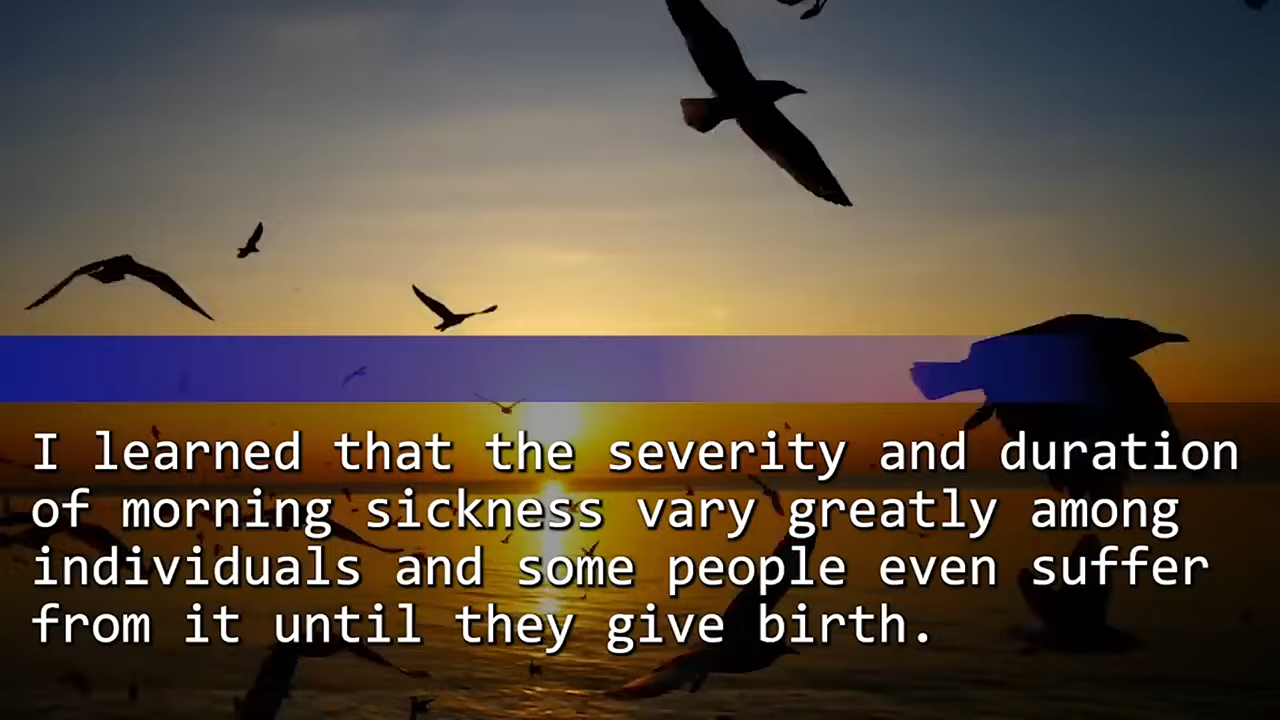 I learned that the severity and duration
of morning sickness vary greatly among
individuals and some people even suffer
from it until they give birth.